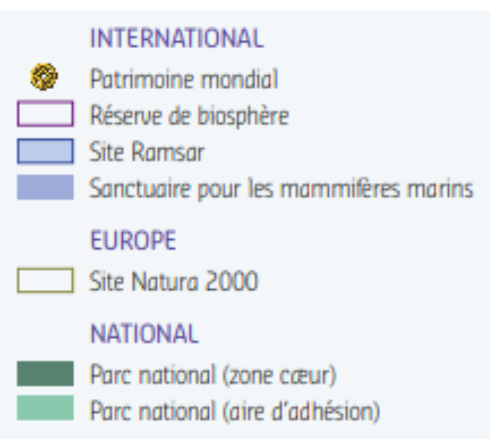 INTERNATIONAL
Patrimoine mondial
Réserve de biosphère
Site Ramsar
Sanctuaire pour les mammifères marins
EUROPE
Site Natura 2000
NATIONAL
Parc national (zone cœur)
Parc national (aire d'adhésion)